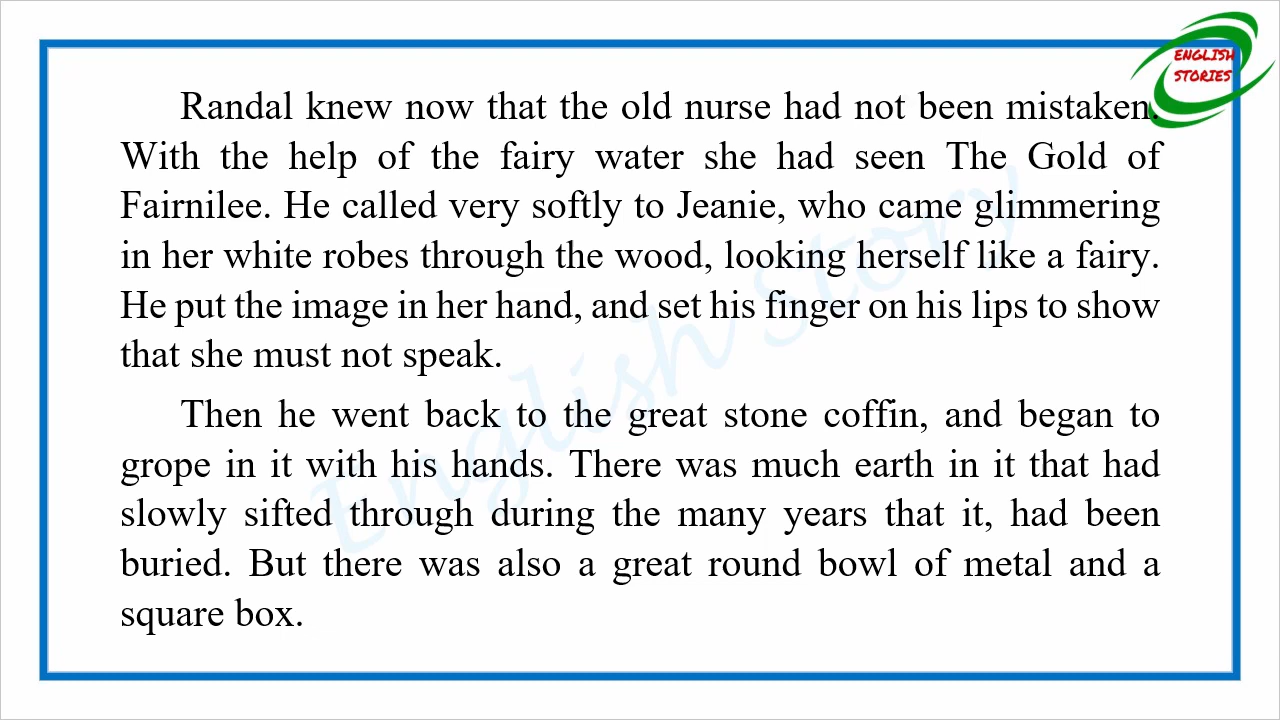 ENGLISH
STORIES
Randal knew now that the old nurse had not been mistaken.
With the help of the fairy water she had seen The Gold of
Fairnilee. He called very softly to Jeanie, who came glimmering
in her white robes through the wood, looking herself like a fairy.
He put the image in her hand, and set his finger on his lips to show
that she must not speak.
Then he went back to the great stone coffin, and began to
grope in it with his hands. There was much earth in it that had
slowly sifted through during the many years that it, had been
buried. But there was also a great round bowl of metal and a
square box.
English Story